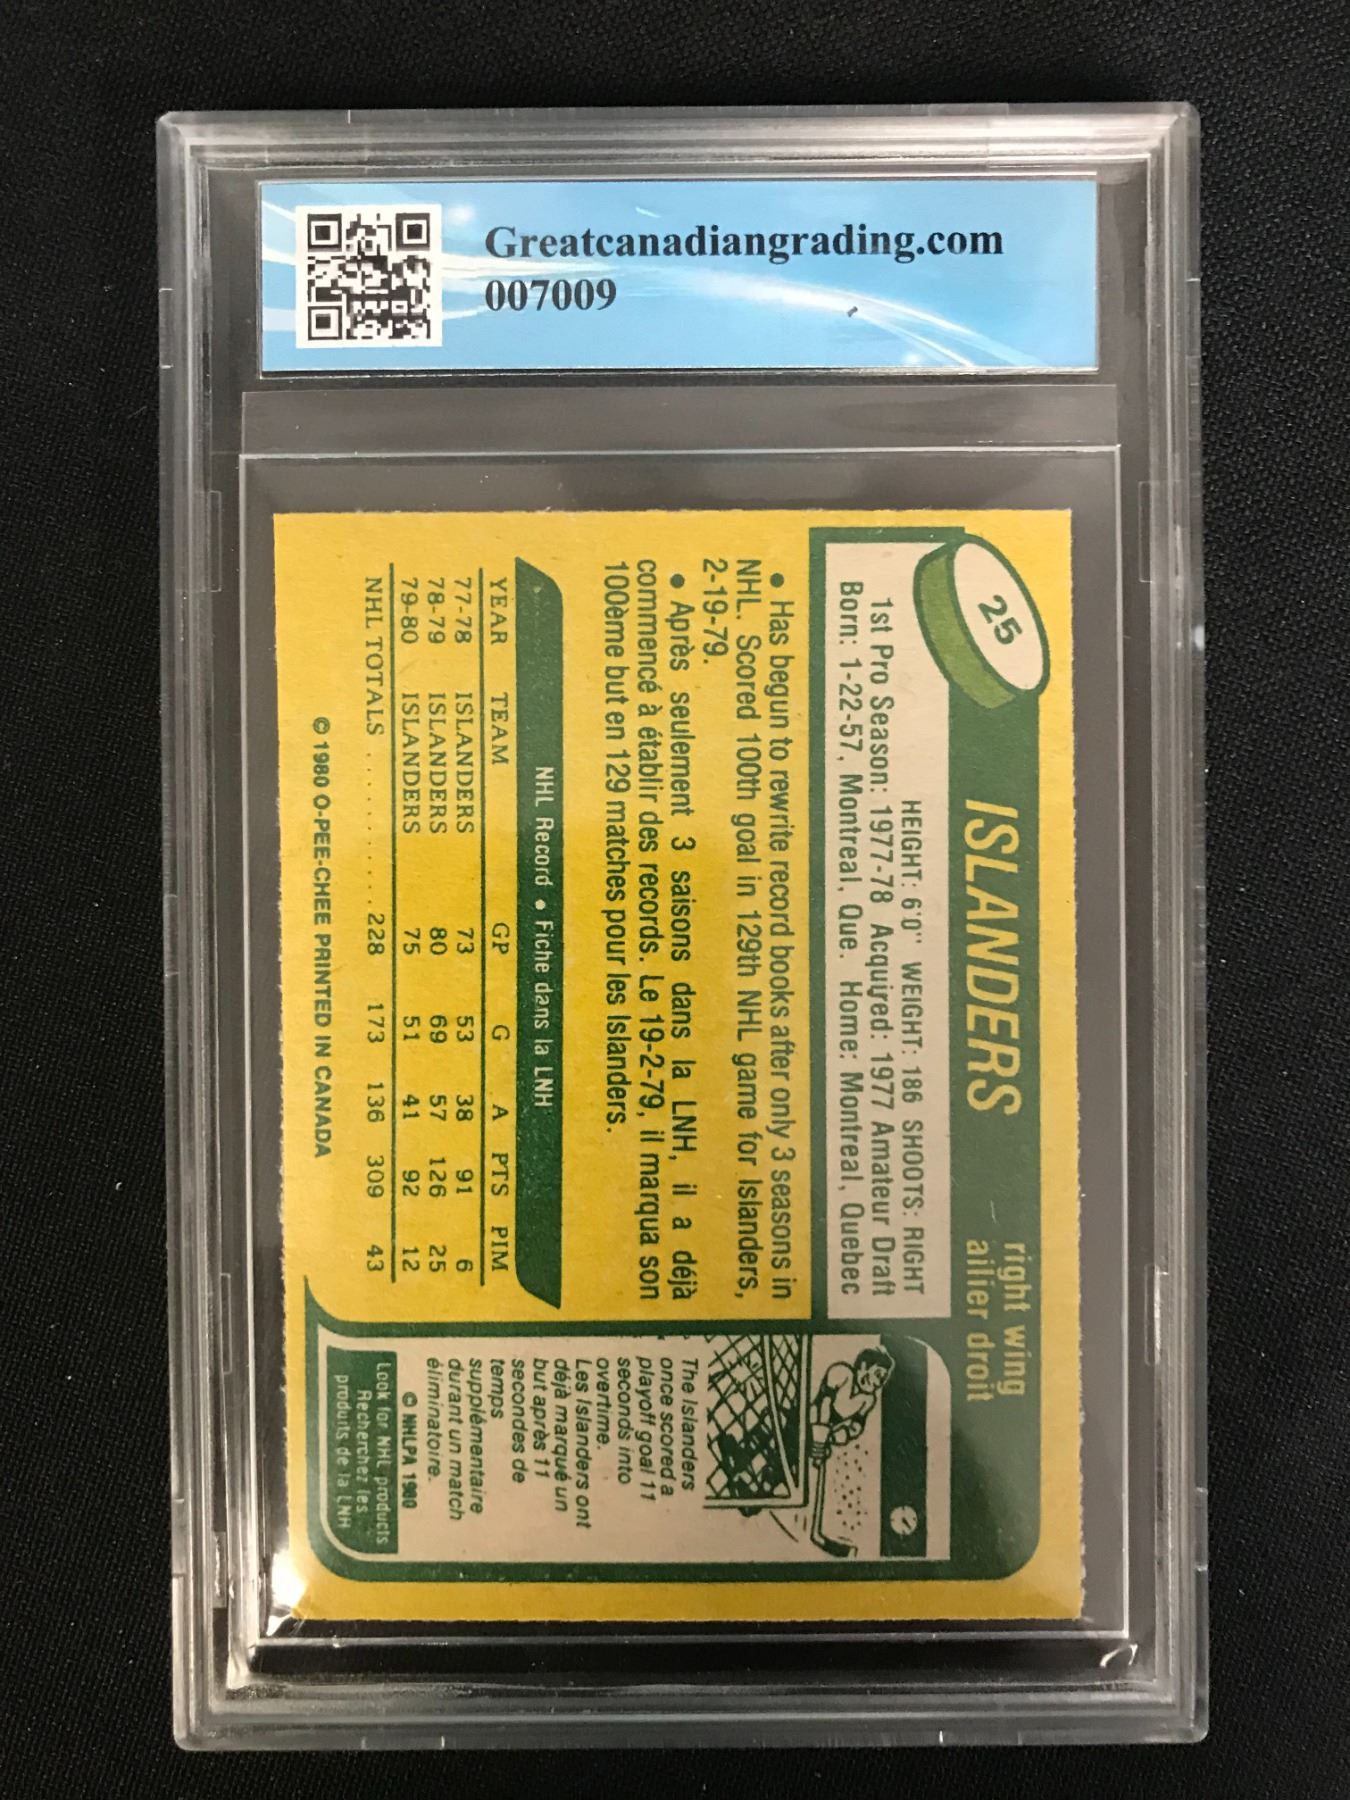 Greatcanadiangrading.com
007009
25
ISLANDERS
right wing
ailier droit
HEIGHT: 6'0" WEIGHT: 186 SHOOTS: RIGHT
1st Pro Season: 1977-78 Acquired: 1977 Amateur Draft
Born: 1-22-57, Montreal, Que. Home: Montreal, Quebec
• Has begun to rewrite record books after only 3 seasons in
NHL. Scored 100th goal in 129th NHL game for Islanders,
2-19-79.
• Après seulement 3 saisons dans la LNH, il a déjà
commencé à établir des records. Le 19-2-79, il marqua son
100ème but en 129 matches pour les Islanders.
NHL Record • Fiche dans la LNH
YEAR TEAM GP G A PTS PIM
77-78 ISLANDERS 73 53 38 91 6
78-79 ISLANDERS 80 69 57 126 25
79-80 ISLANDERS 75 51 41 92 12
NHL TOTALS .......... 228 173 136 309 43
© 1980 O-PEE-CHEE PRINTED IN CANADA
The Islanders
once scored a
playoff goal 11
seconds into
overtime.
Les Islanders ont
déjà marqué un
but après 11
secondes de
temps
supplémentaire
durant un match
éliminatoire.
© NHLPA 1980
Look for NHL products
Recherchez les
produits de la LNH